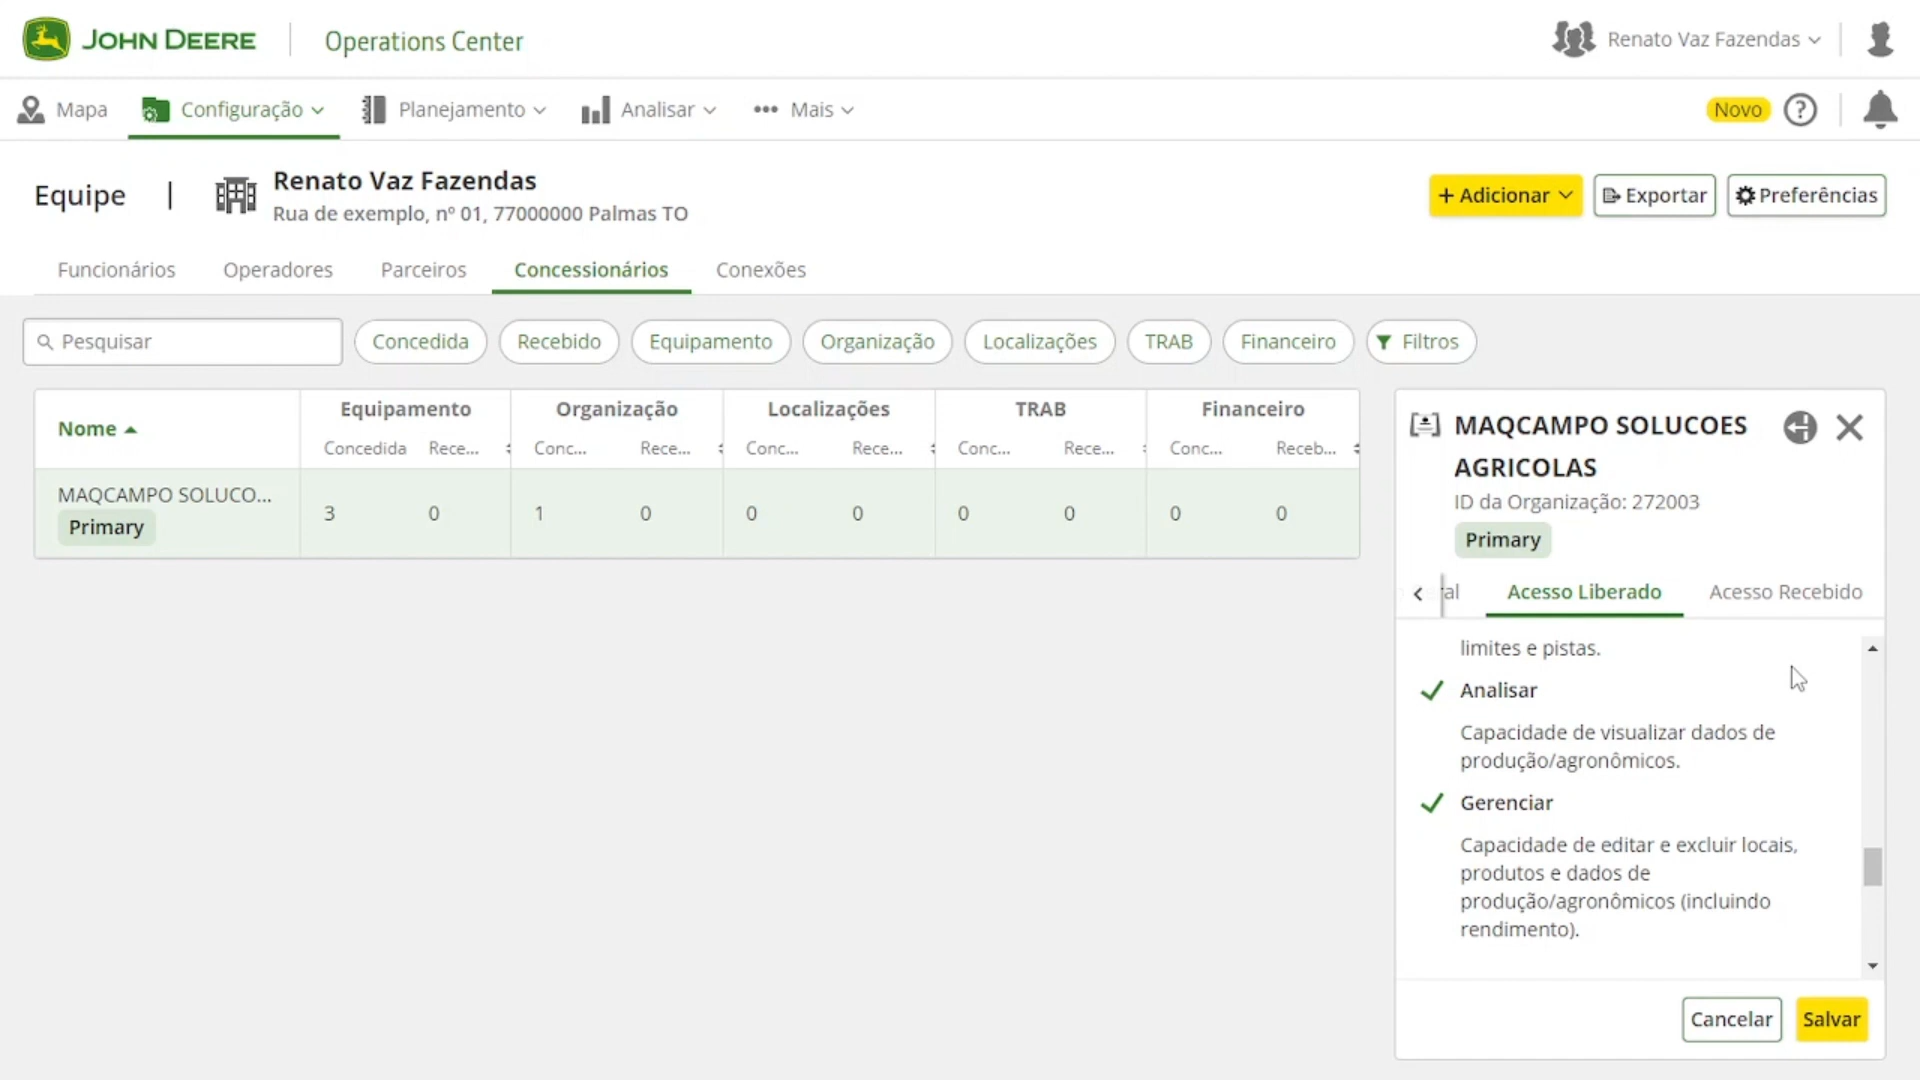 JOHN DEERE
Operations Center
Renato Vaz Fazendas
Mapa
Configuração
Planejamento
Analisar
Mais
Novo
?
Equipe
Renato Vaz Fazendas
Rua de exemplo, nº 01, 77000000 Palmas TO
+ Adicionar
Exportar
Preferências
Funcionários
Operadores
Parceiros
Concessionários
Conexões
Pesquisar
Concedida
Recebido
Equipamento
Organização
Localizações
TRAB
Financeiro
Filtros
Nome
Equipamento
Organização
Localizações
TRAB
Financeiro
Concedida Rece...
Conc... Rece...
Conc... Rece...
Conc... Rece...
Conc... Receb...
MAQCAMPO SOLUCO...
Primary
3 0 1 0 0 0 0 0 0 0
MAQCAMPO SOLUCOES
AGRICOLAS
ID da Organização: 272003
Primary
al
Acesso Liberado
Acesso Recebido
limites e pistas.
Analisar
Capacidade de visualizar dados de
produção/agronômicos.
Gerenciar
Capacidade de editar e excluir locais,
produtos e dados de
produção/agronômicos (incluindo
rendimento).
Cancelar
Salvar